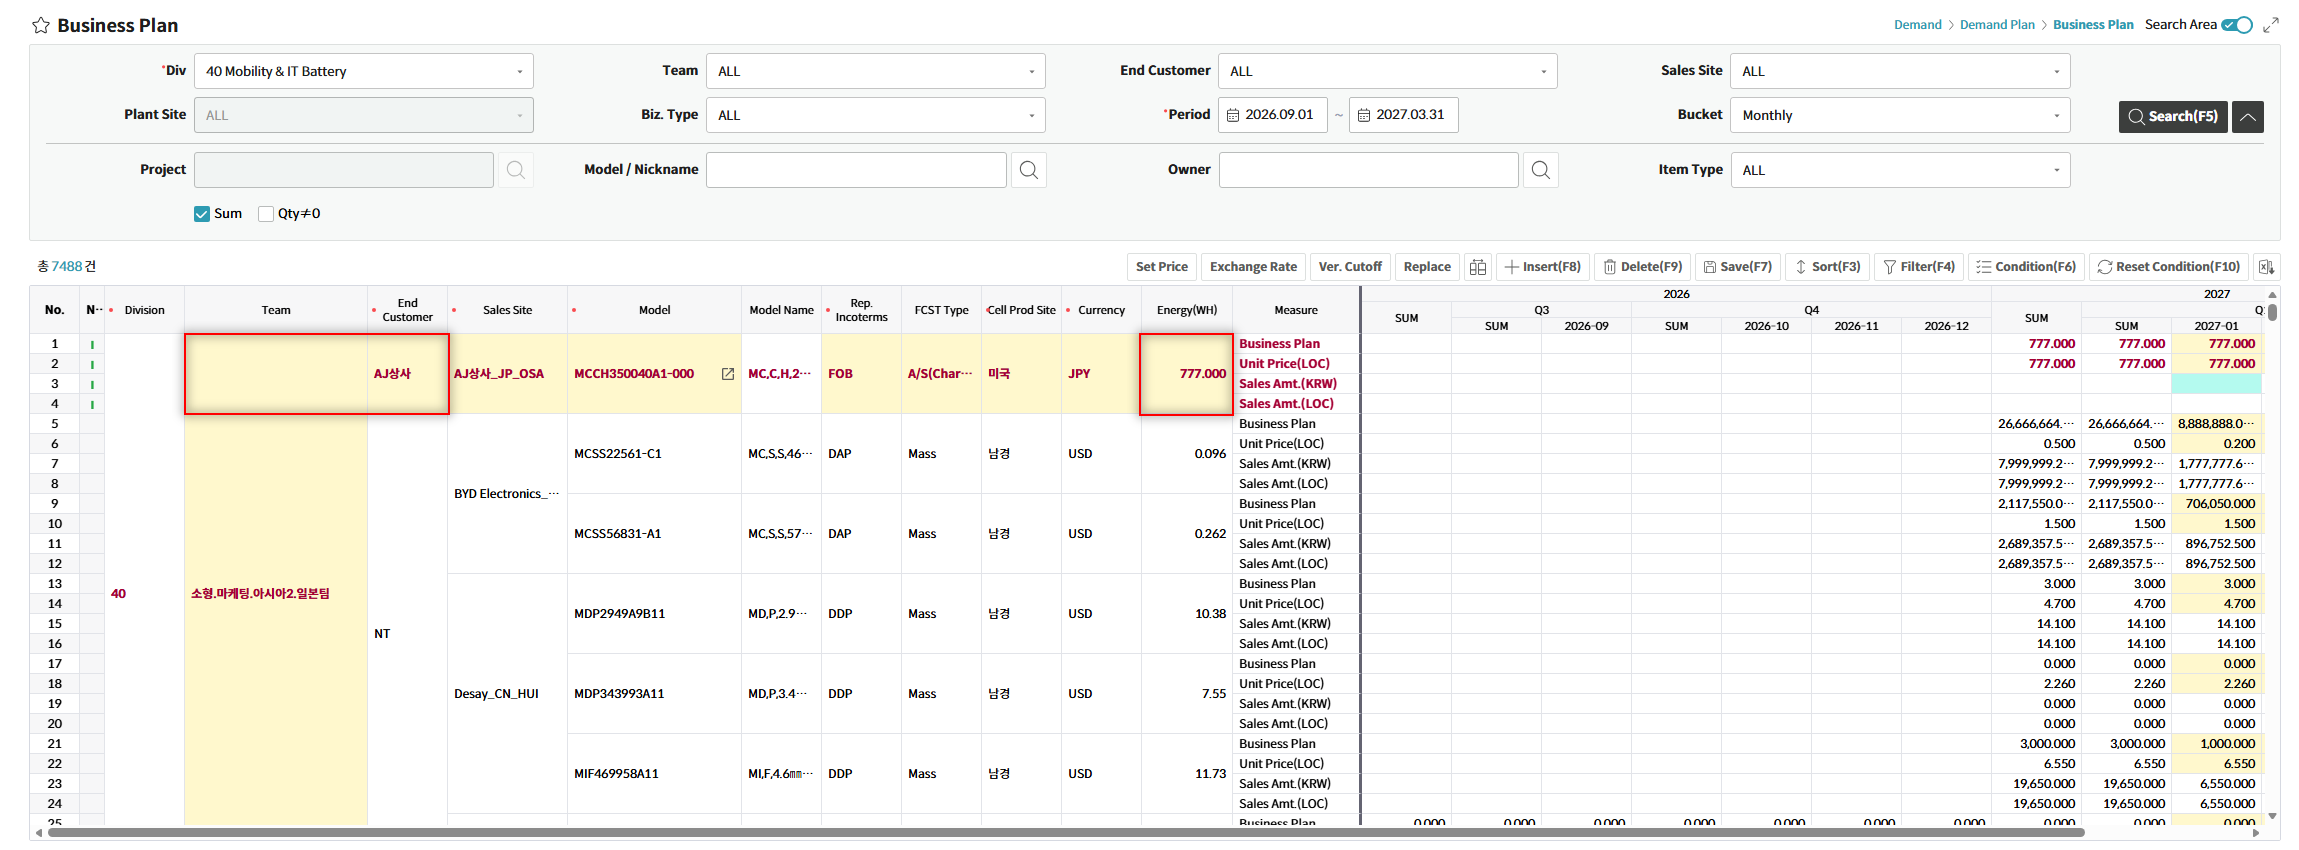 Business Plan
Demand > Demand Plan > Business Plan Search Area
*Div 40 Mobility & IT Battery Team ALL End Customer ALL Sales Site ALL
Plant Site ALL Biz. Type ALL *Period 2026.09.01 ~ 2027.03.31 Bucket Monthly Search(F5)
Project Model / Nickname Owner Item Type ALL
Sum Qty≠0
총 7488 건
Set Price Exchange Rate Ver. Cutoff Replace Insert(F8) Delete(F9) Save(F7) Sort(F3) Filter(F4) Condition(F6) Reset Condition(F10)
No. N·· Division Team End Customer Sales Site Model Model Name Rep. Incoterms FCST Type Cell Prod Site Currency Energy(WH) Measure
2026 2027
SUM Q3 Q4 SUM
SUM 2026-09 SUM 2026-10 2026-11 2026-12 SUM 2027-01
1 I Business Plan 777.000 777.000 777.000
2 I Unit Price(LOC) 777.000 777.000 777.000
AJ상사 AJ상사_JP_OSA MCCH350040A1-000 MC,C,H,2··· FOB A/S(Char··· 미국 JPY 777.000
3 I Sales Amt.(KRW)
4 I Sales Amt.(LOC)
5 Business Plan 26,666,664.··· 26,666,664.··· 8,888,888.0···
6 Unit Price(LOC) 0.500 0.500 0.200
MCSS22561-C1 MC,S,S,46··· DAP Mass 남경 USD 0.096
7 Sales Amt.(KRW) 7,999,999.2··· 7,999,999.2··· 1,777,777.6···
8 Sales Amt.(LOC) 7,999,999.2··· 7,999,999.2··· 1,777,777.6···
BYD Electronics_···
9 Business Plan 2,117,550.0··· 2,117,550.0··· 706,050.000
10 Unit Price(LOC) 1.500 1.500 1.500
MCSS56831-A1 MC,S,S,57··· DAP Mass 남경 USD 0.262
11 Sales Amt.(KRW) 2,689,357.5··· 2,689,357.5··· 896,752.500
12 Sales Amt.(LOC) 2,689,357.5··· 2,689,357.5··· 896,752.500
13 Business Plan 3.000 3.000 3.000
40 소형.마케팅.아시아2.일본팀
14 Unit Price(LOC) 4.700 4.700 4.700
MDP2949A9B11 MD,P,2.9··· DDP Mass 남경 USD 10.38
15 Sales Amt.(KRW) 14.100 14.100 14.100
NT
16 Sales Amt.(LOC) 14.100 14.100 14.100
17 Business Plan 0.000 0.000 0.000
18 Unit Price(LOC) 2.260 2.260 2.260
Desay_CN_HUI MDP343993A11 MD,P,3.4··· DDP Mass 남경 USD 7.55
19 Sales Amt.(KRW) 0.000 0.000 0.000
20 Sales Amt.(LOC) 0.000 0.000 0.000
21 Business Plan 3,000.000 3,000.000 1,000.000
22 Unit Price(LOC) 6.550 6.550 6.550
MIF469958A11 MI,F,4.6㎜··· DDP Mass 남경 USD 11.73
23 Sales Amt.(KRW) 19,650.000 19,650.000 6,550.000
24 Sales Amt.(LOC) 19,650.000 19,650.000 6,550.000
25 Business Plan 0.000 0.000 0.000 0.000 0.000 0.000 0.000 0.000 0.000 0.000